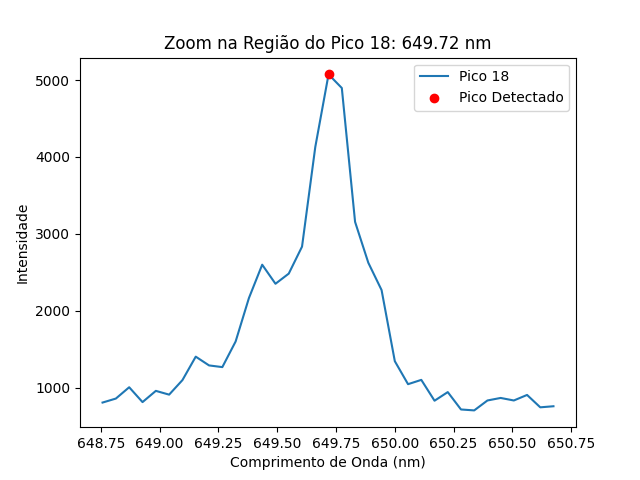 Zoom na Região do Pico 18: 649.72 nm
Pico 18
Pico Detectado
Intensidade
5000
4000
3000
2000
1000
648.75 649.00 649.25 649.50 649.75 650.00 650.25 650.50 650.75
Comprimento de Onda (nm)